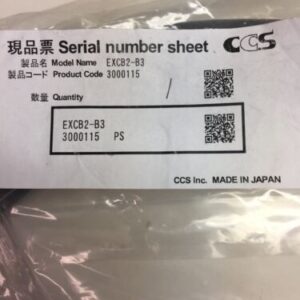 現品票 Serial number sheet CCS
製品名 Model Name EXCB2-B3
製品コード Product Code 3000115
数量 Quantity /
EXCB2-B3
3000115 PS
CCS Inc. MADE IN JAPAN